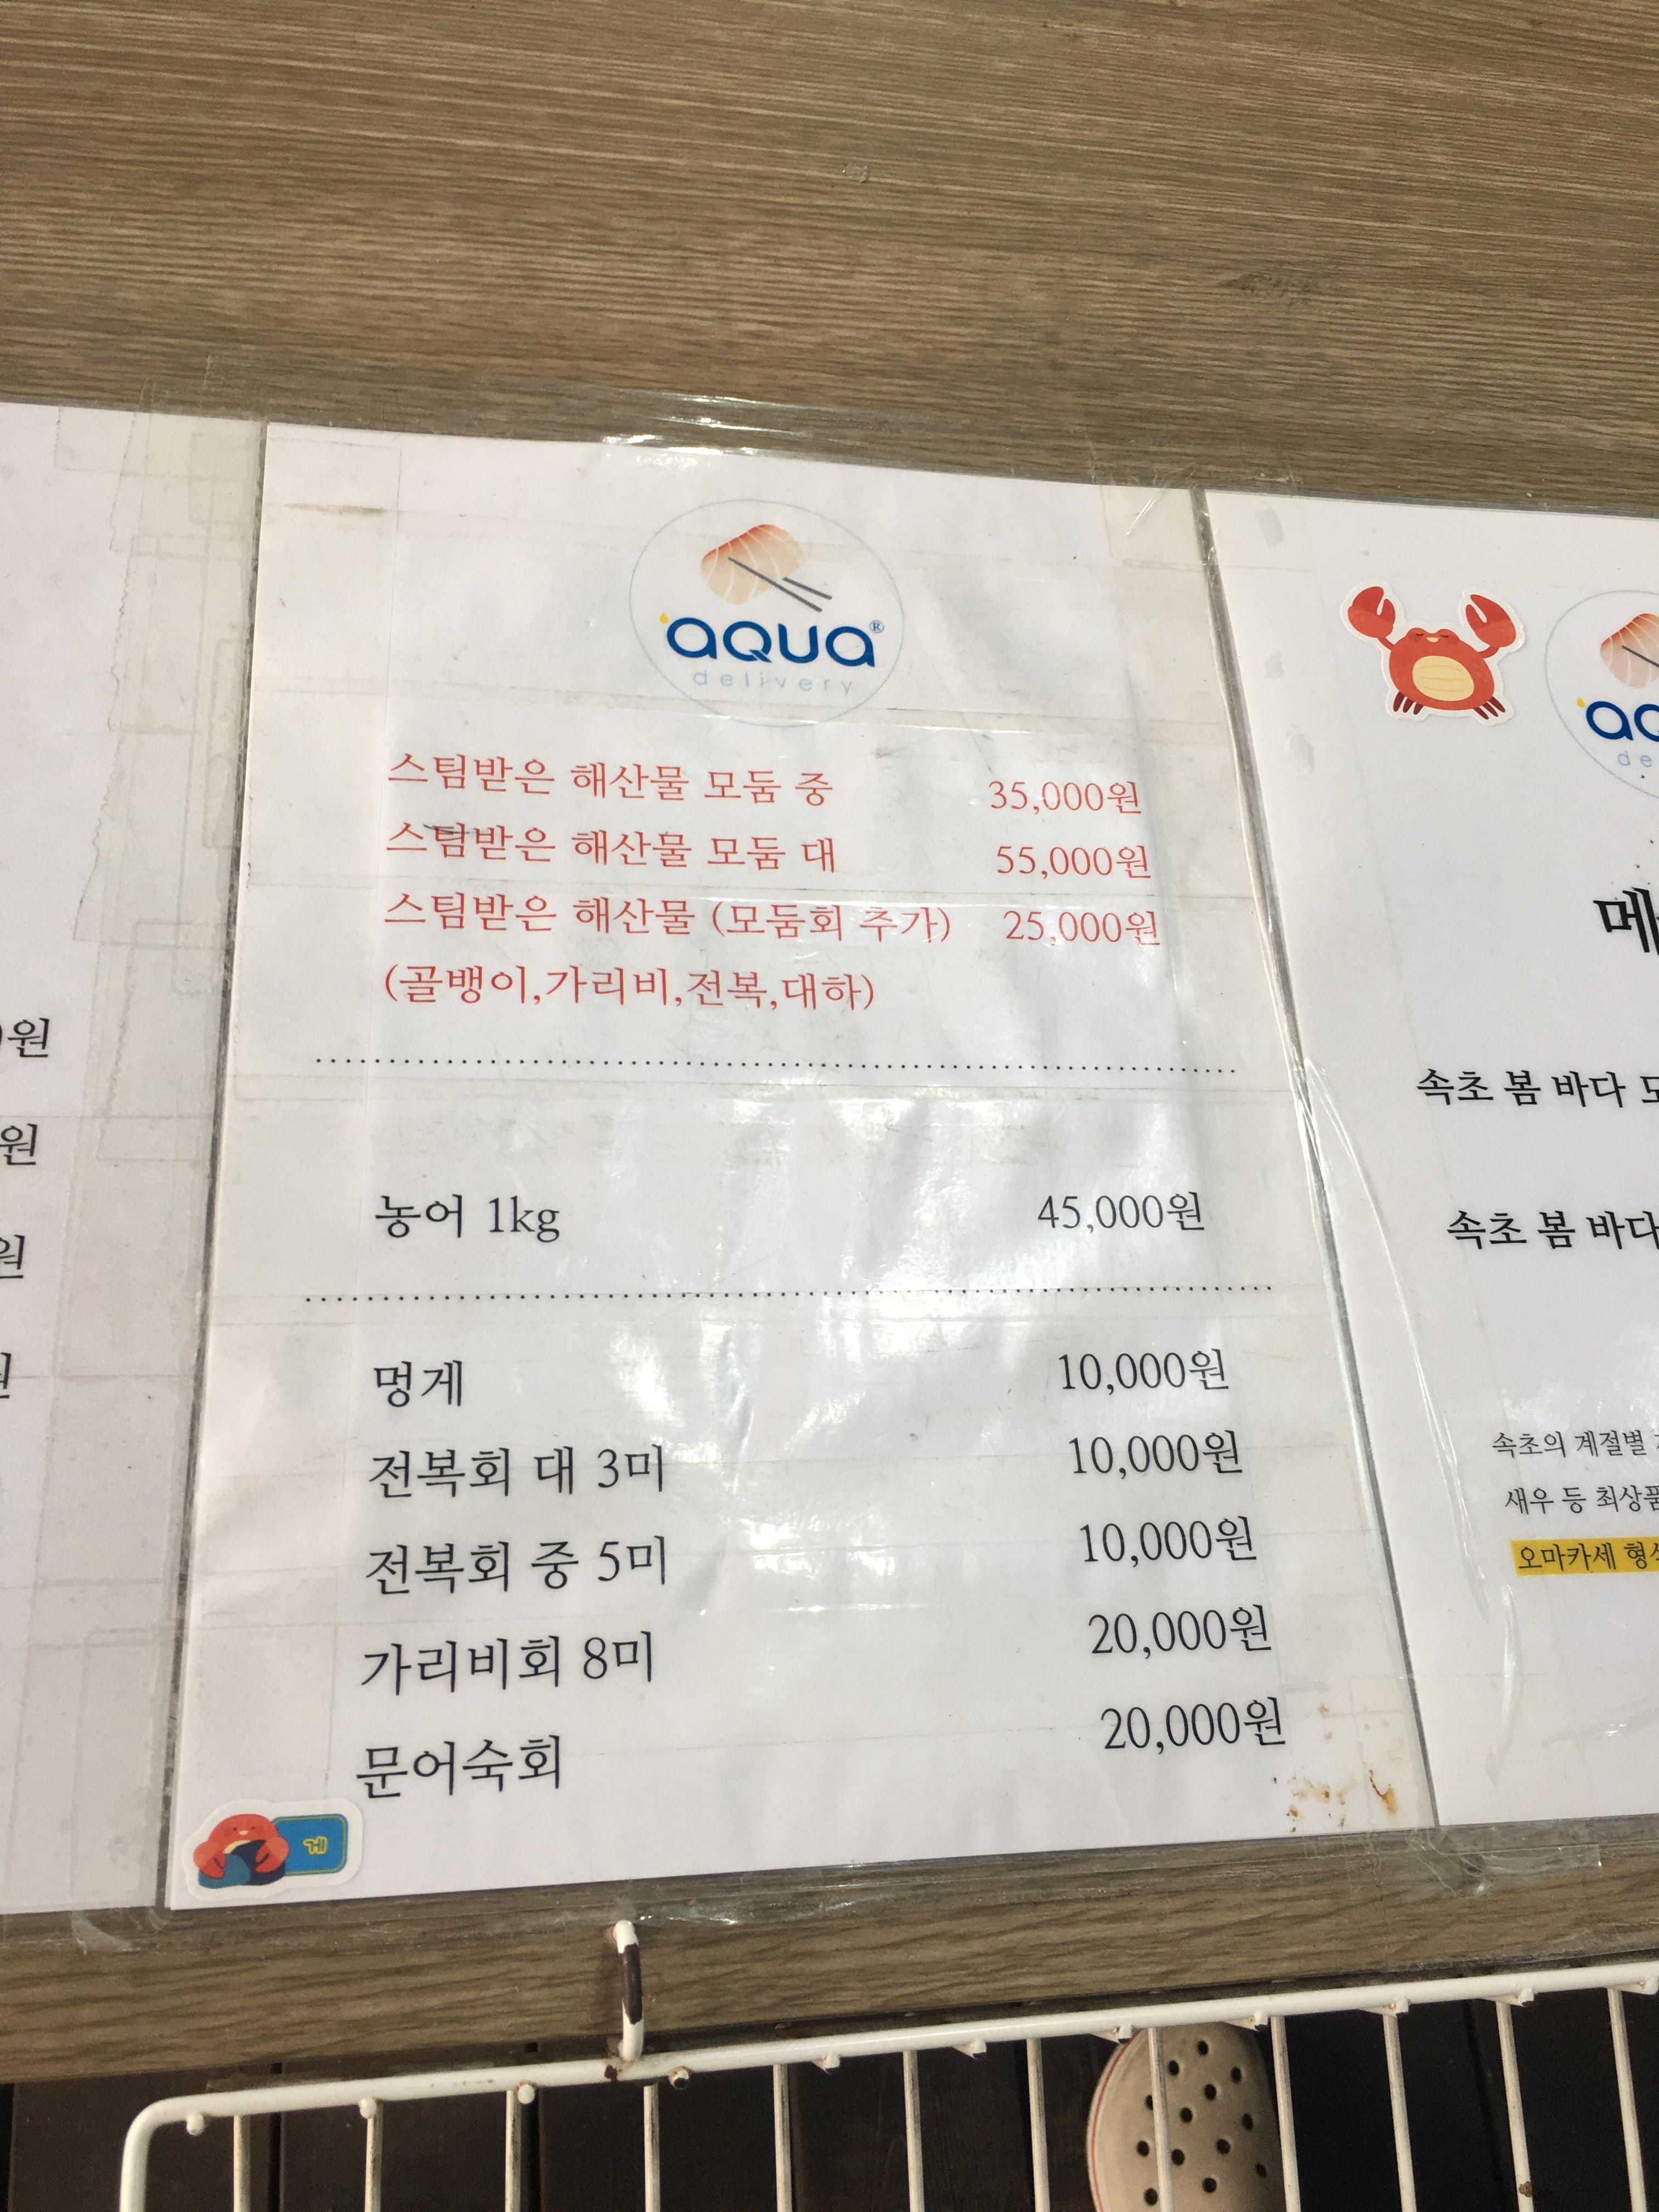 aqua®
delivery
스팀받은 해산물 모둠 중 35,000원
스팀받은 해산물 모둠 대 55,000원
스팀받은 해산물 (모둠회 추가) 25,000원
(골뱅이,가리비,전복,대하)
농어 1kg 45,000원
멍게 10,000원
전복회 대 3미 10,000원
전복회 중 5미 10,000원
가리비회 8미 20,000원
문어숙회 20,000원
게
원
원
원
속초 봄 바다
속초 봄 바다
속초의 계절별
새우 등 최상품
오마카세